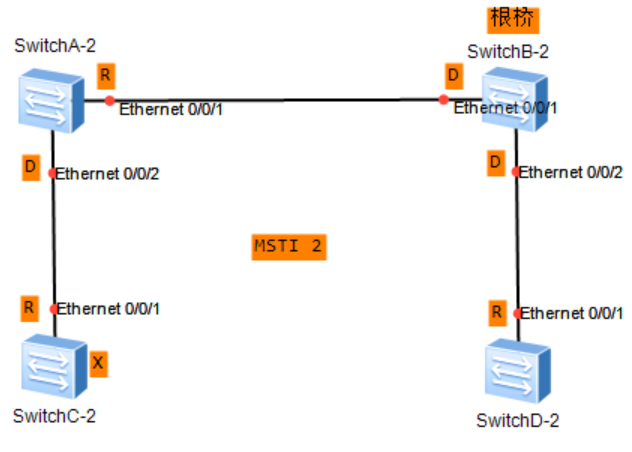 根桥
SwitchA-2
SwitchB-2
R
D
Ethernet 0/0/1
Ethernet 0/0/1
D
Ethernet 0/0/2
D
Ethernet 0/0/2
MSTI 2
R
Ethernet 0/0/1
R
Ethernet 0/0/1
X
SwitchC-2
SwitchD-2